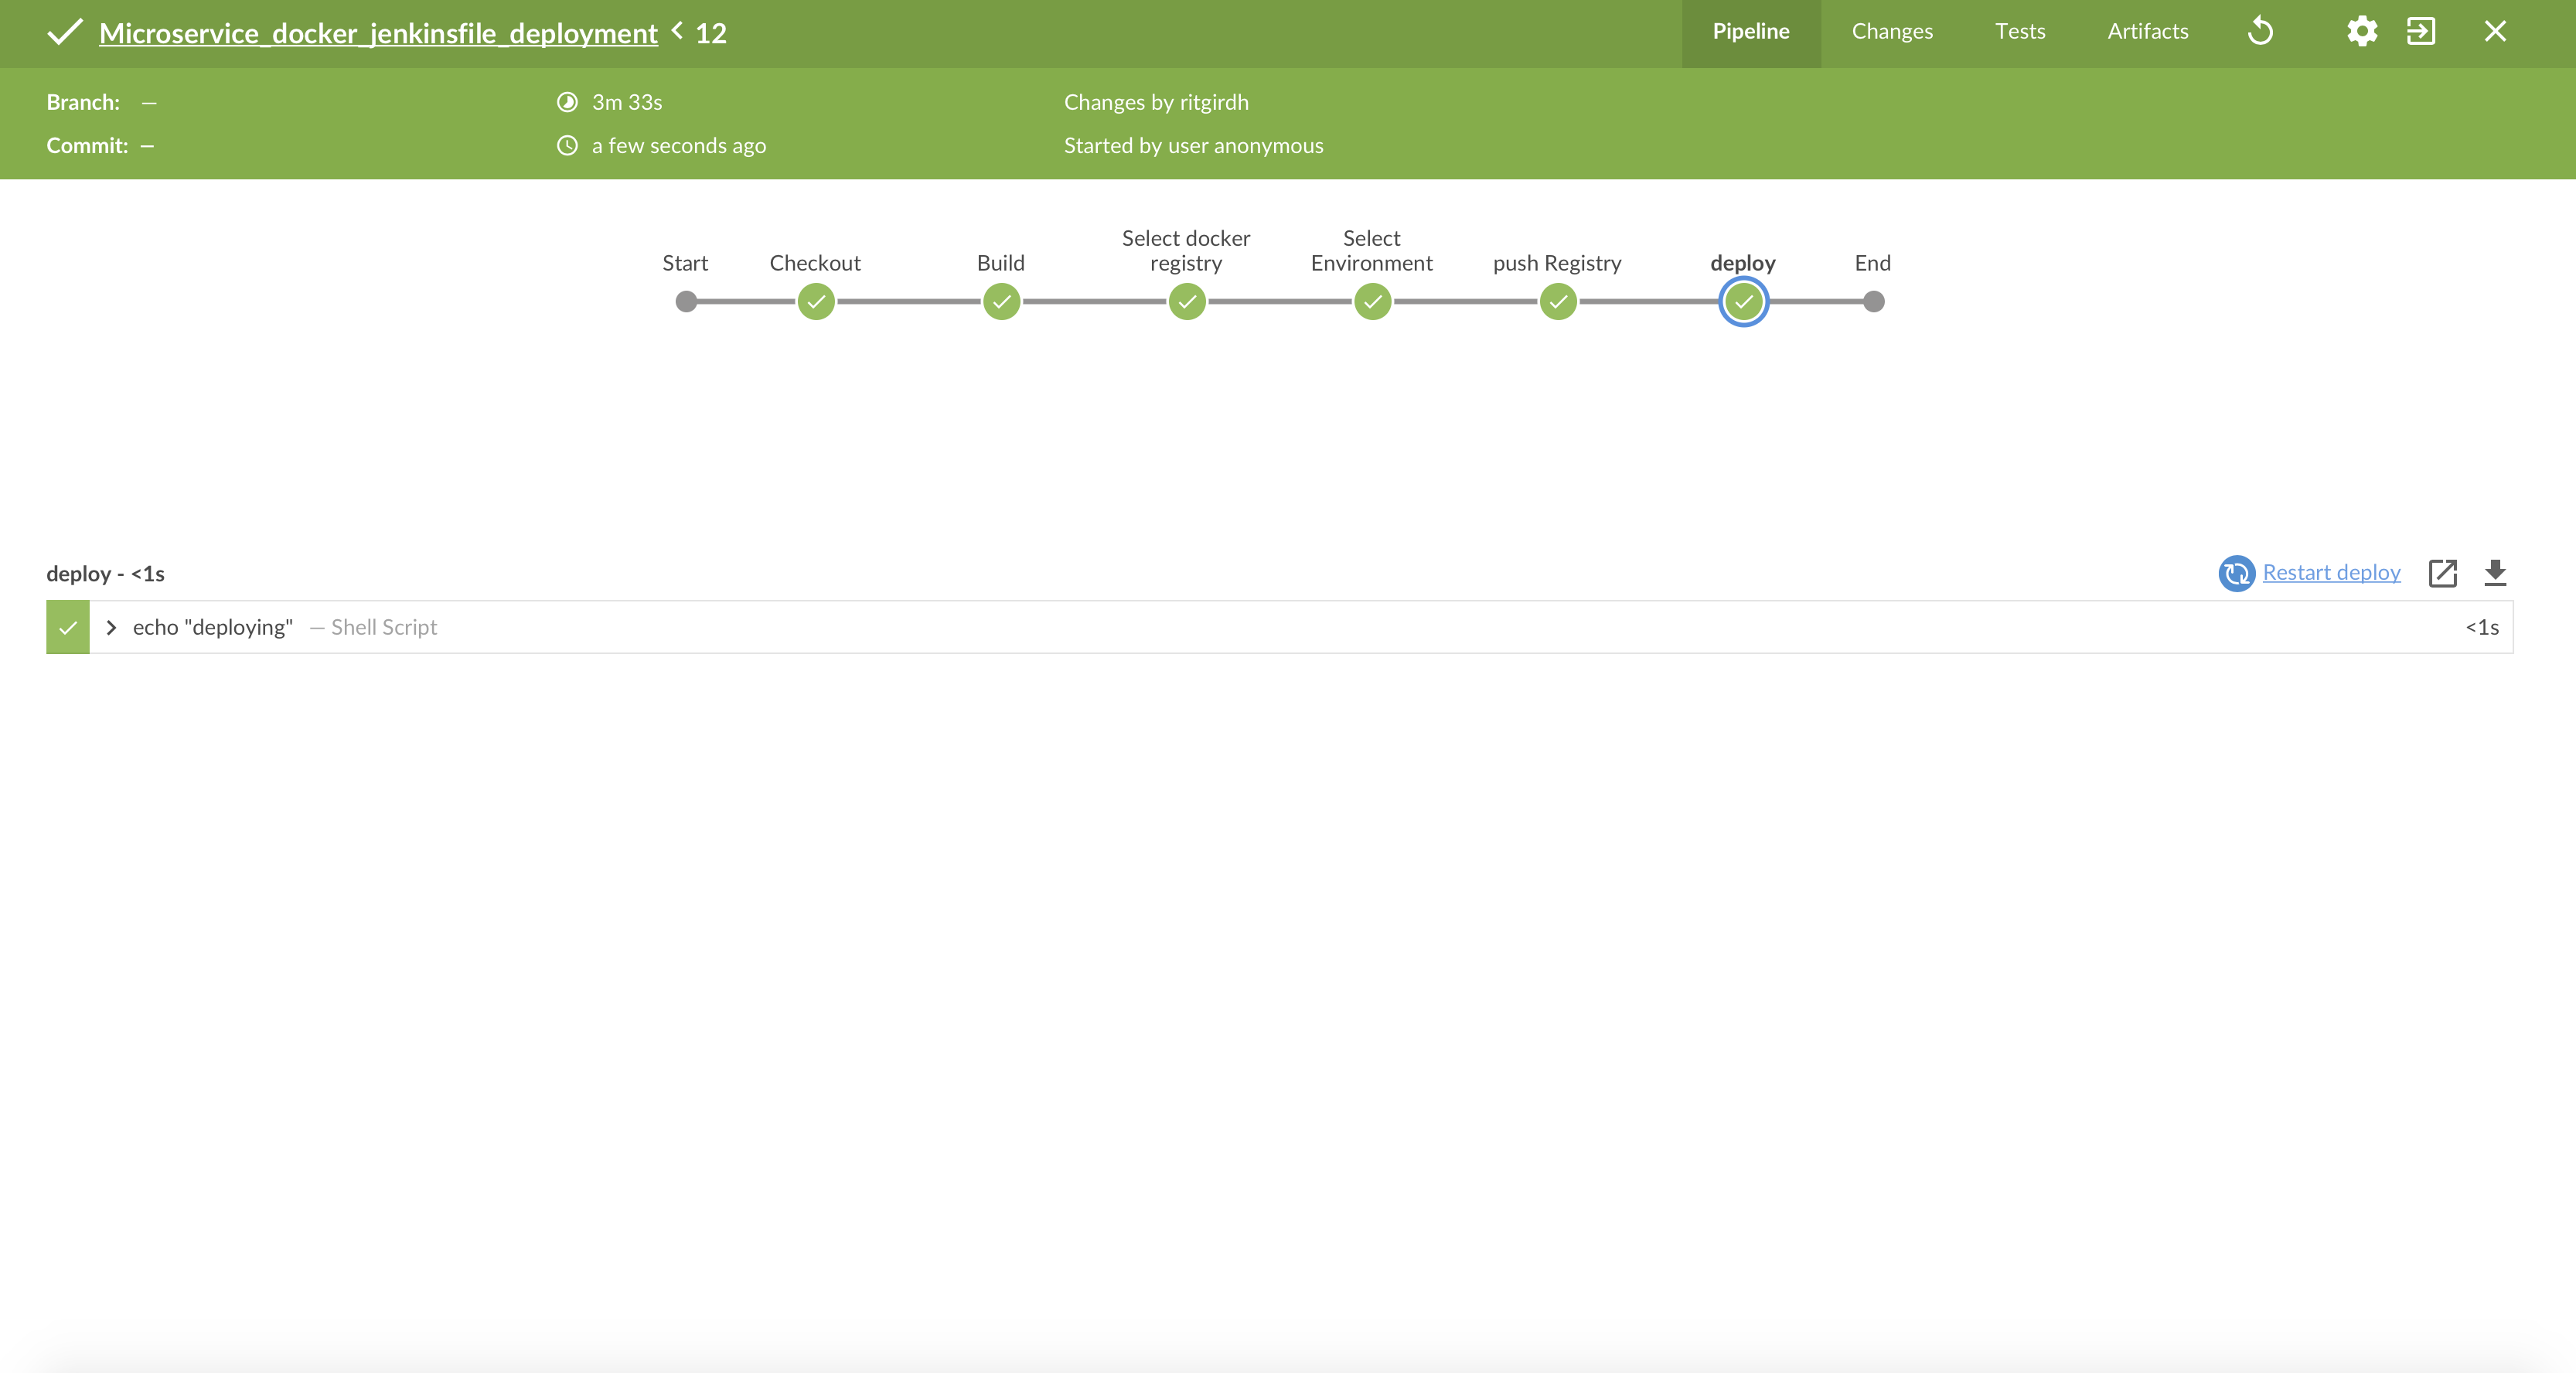 Microservice_docker_jenkinsfile_deployment < 12
Pipeline Changes Tests Artifacts
Branch: —
3m 33s
Changes by ritgirdh
Commit: —
a few seconds ago
Started by user anonymous
Start
Checkout
Build
Select docker
registry
Select
Environment
push Registry
deploy
End
deploy - <1s
Restart deploy
echo "deploying" — Shell Script
<1s